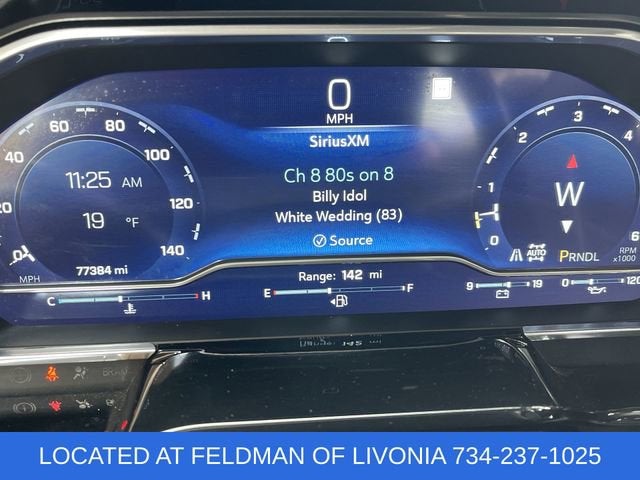 0
MPH
SiriusXM
Ch 8 80s on 8
Billy Idol
White Wedding (83)
Source
40 60 80 100 120 140
MPH
11:25 AM
19 °F
77384 mi
0 1 2 3 4 6
RPM
x1000
W
AUTO
PRNDL
Range: 142 mi
C H
E F
9 19
0 120
LOCATED AT FELDMAN OF LIVONIA 734-237-1025